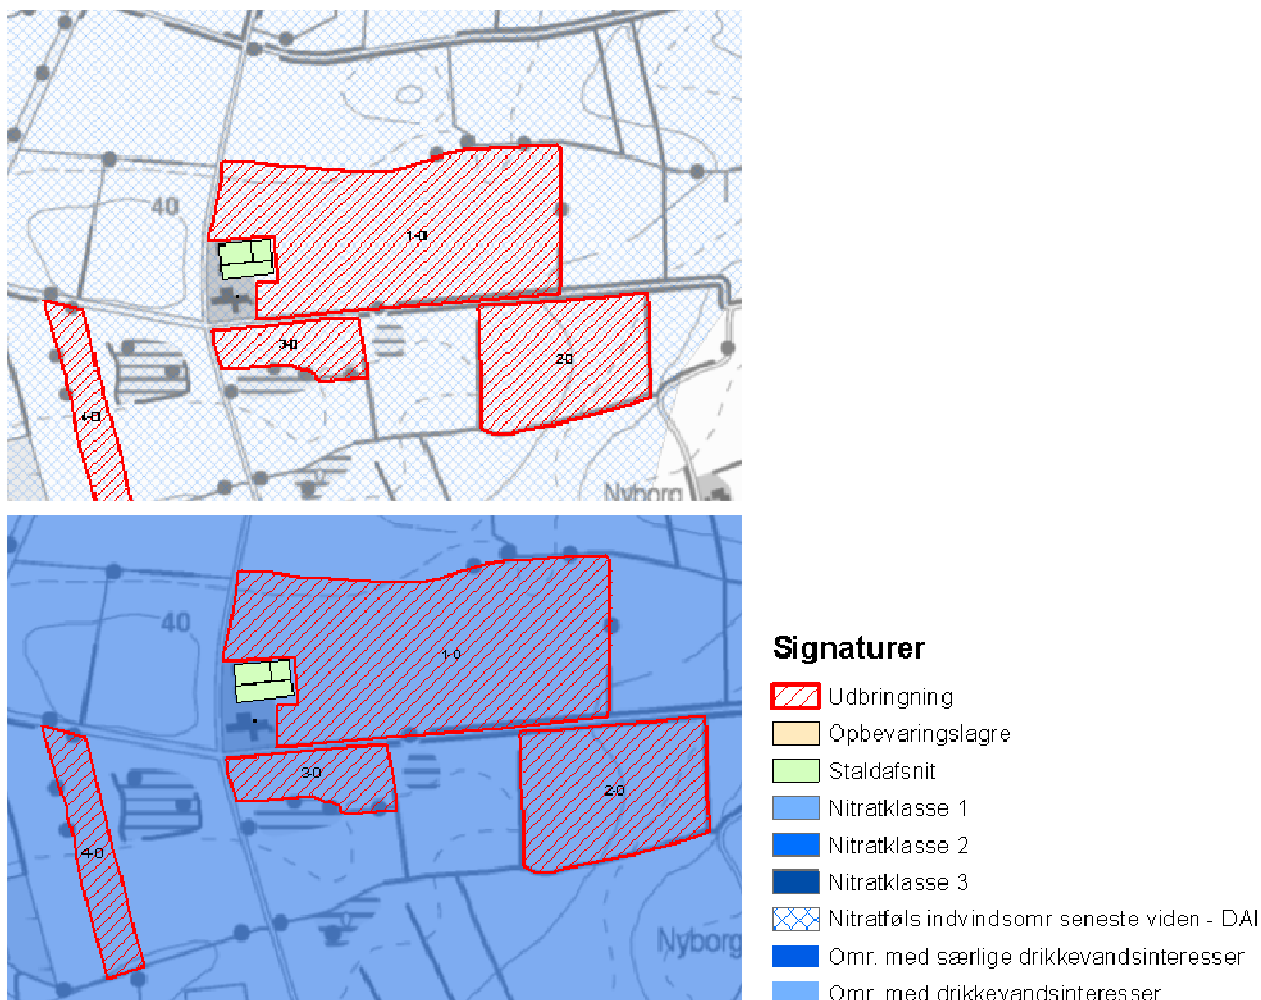 40
1-0
3-0
2-0
4-0
Nyborg
40
1-0
3-0
2-0
4-0
Nyborg
Signaturer
Udbringning
Opbevaringslagre
Staldafsnit
Nitratklasse 1
Nitratklasse 2
Nitratklasse 3
Nitratføls indvindsomr seneste viden - DAI
Omr. med særlige drikkevandsinteresser
Omr. med drikkevandsinteresser